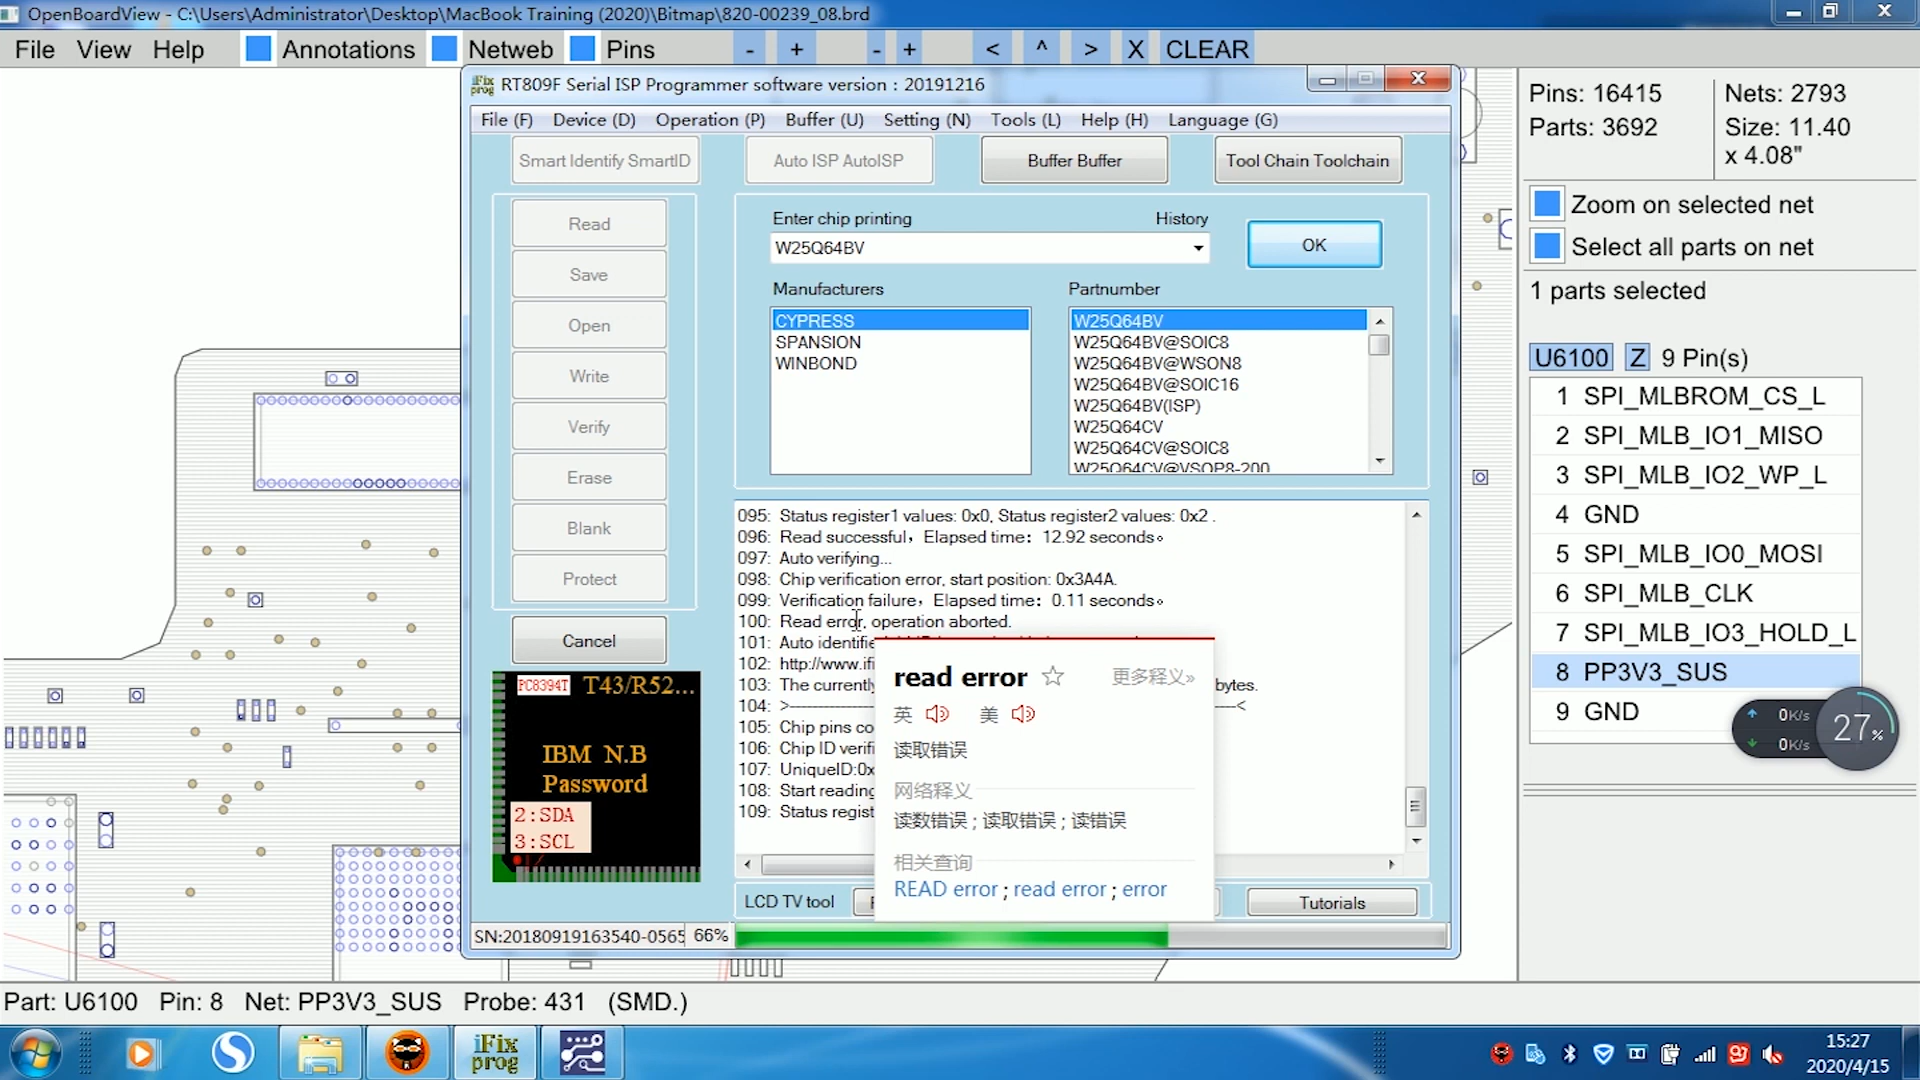 OpenBoardView - C:\Users\Administrator\Desktop\MacBook Training (2020)\Bitmap\820-00239_08.brd
File View Help Annotations Netweb Pins - + - + < ^ > X CLEAR
RT809F Serial ISP Programmer software version : 20191216
File (F) Device (D) Operation (P) Buffer (U) Setting (N) Tools (L) Help (H) Language (G)
Smart Identify SmartID
Auto ISP AutoISP
Buffer Buffer
Tool Chain Toolchain
Read
Save
Open
Write
Verify
Erase
Blank
Protect
Cancel
Enter chip printing
History
W25Q64BV
OK
Manufacturers
CYPRESS
SPANSION
WINBOND
Partnumber
W25Q64BV
W25Q64BV@SOIC8
W25Q64BV@WSON8
W25Q64BV@SOIC16
W25Q64BV(ISP)
W25Q64CV
W25Q64CV@SOIC8
W25Q64CV@VSOP8-200
095: Status register1 values: 0x0, Status register2 values: 0x2 .
096: Read successful，Elapsed time：12.92 seconds。
097: Auto verifying...
098: Chip verification error, start position: 0x3A4A.
099: Verification failure，Elapsed time：0.11 seconds。
100: Read error, operation aborted.
101: Auto identifie
102: http://www.ifi
103: The currently bytes.
104: >---------------<
105: Chip pins co
106: Chip ID verifi
107: UniqueID:0x
108: Start reading
109: Status regist
read error ☆ 更多释义»
英 美
读取错误
网络释义
读数错误 ; 读取错误 ; 读错误
相关查询
READ error ; read error ; error
PC8394T T43/R52...
IBM N.B
Password
2:SDA
3:SCL
LCD TV tool
Tutorials
SN:20180919163540-0565 66%
Pins: 16415
Parts: 3692
Nets: 2793
Size: 11.40
x 4.08"
Zoom on selected net
Select all parts on net
1 parts selected
U6100 Z 9 Pin(s)
1 SPI_MLBROM_CS_L
2 SPI_MLB_IO1_MISO
3 SPI_MLB_IO2_WP_L
4 GND
5 SPI_MLB_IO0_MOSI
6 SPI_MLB_CLK
7 SPI_MLB_IO3_HOLD_L
8 PP3V3_SUS
9 GND
0K/s
0K/s
27%
Part: U6100 Pin: 8 Net: PP3V3_SUS Probe: 431 (SMD.)
iFix
prog
15:27
2020/4/15